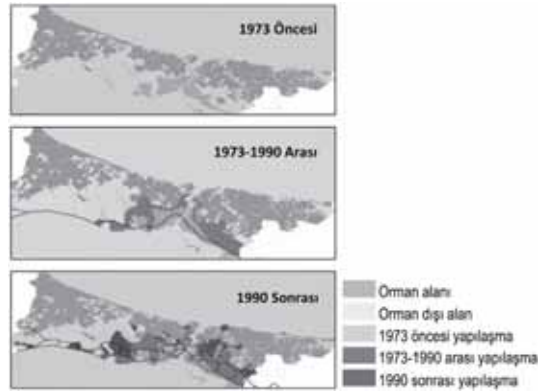 1973 Öncesi
1973-1990 Arası
1990 Sonrası
Orman alanı
Orman dışı alan
1973 öncesi yapılaşma
1973-1990 arası yapılaşma
1990 sonrası yapılaşma